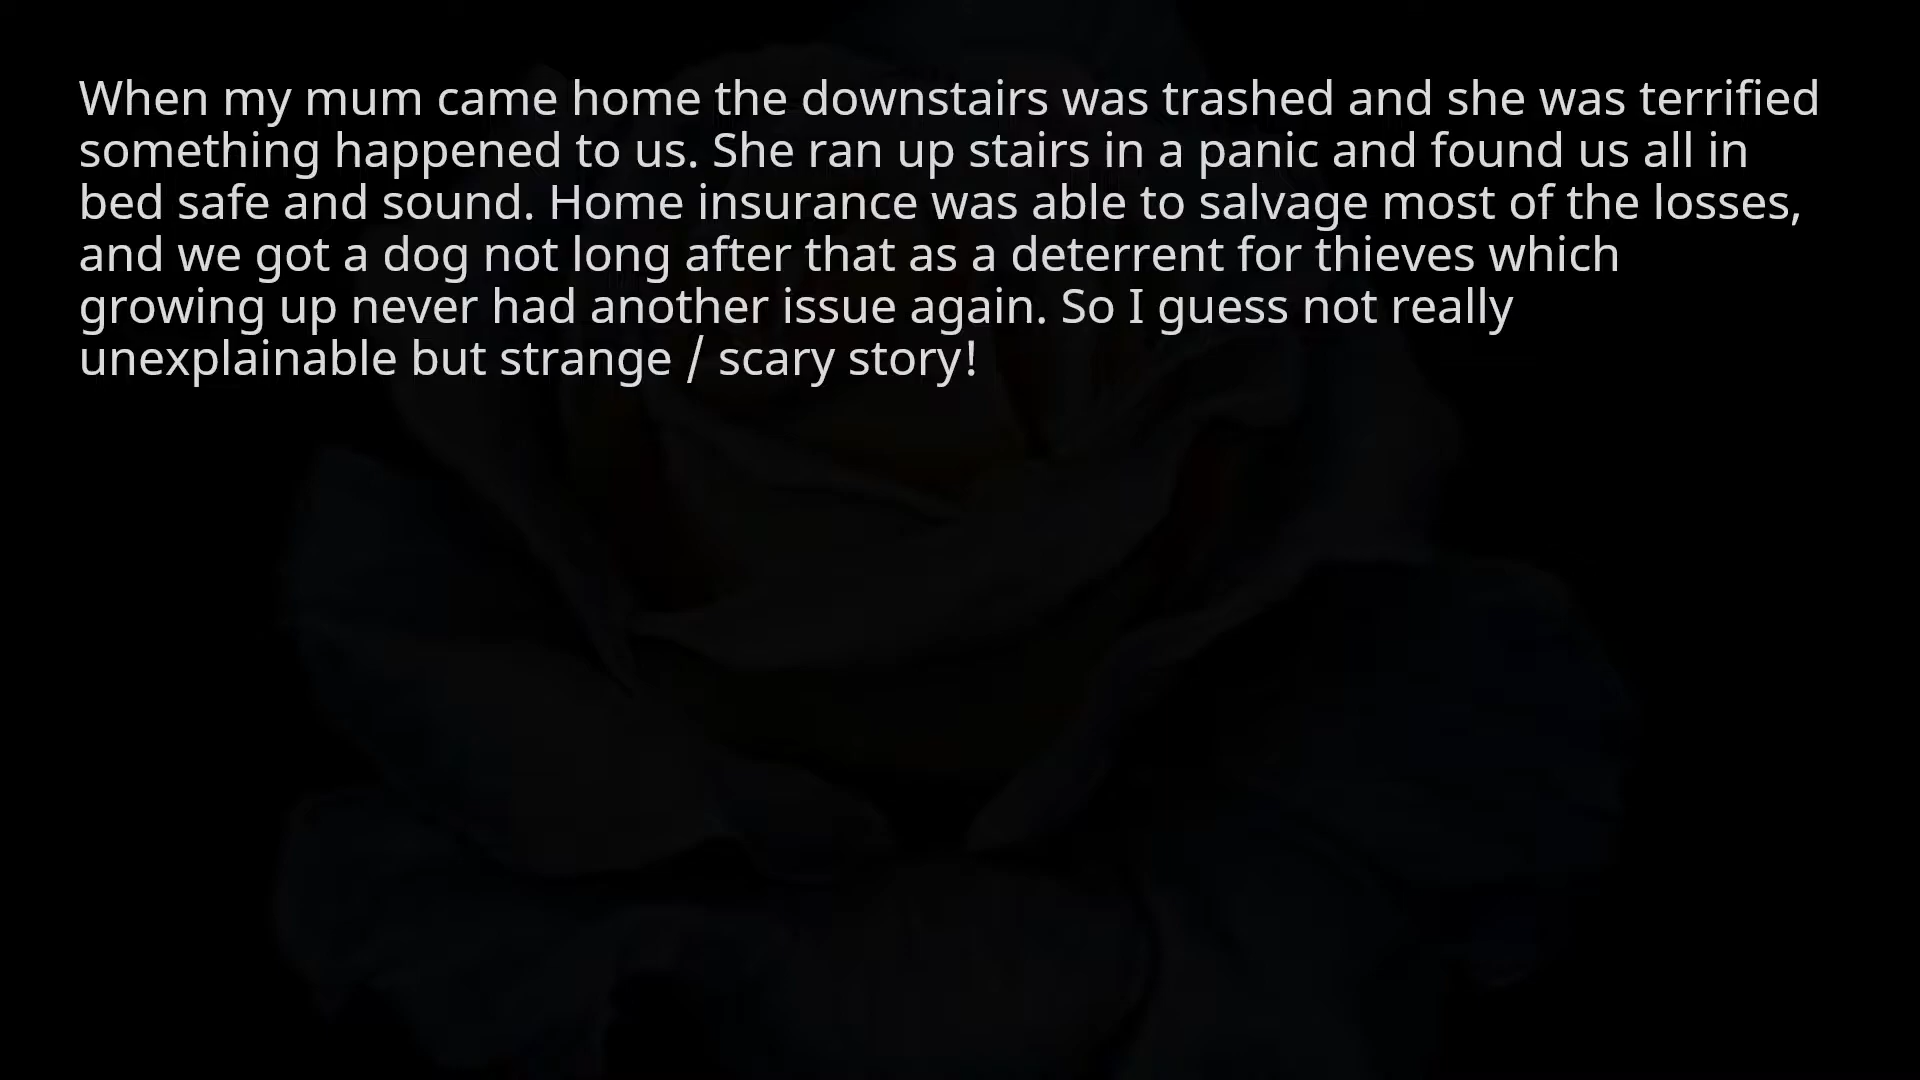 When my mum came home the downstairs was trashed and she was terrified
something happened to us. She ran up stairs in a panic and found us all in
bed safe and sound. Home insurance was able to salvage most of the losses,
and we got a dog not long after that as a deterrent for thieves which
growing up never had another issue again. So I guess not really
unexplainable but strange / scary story!